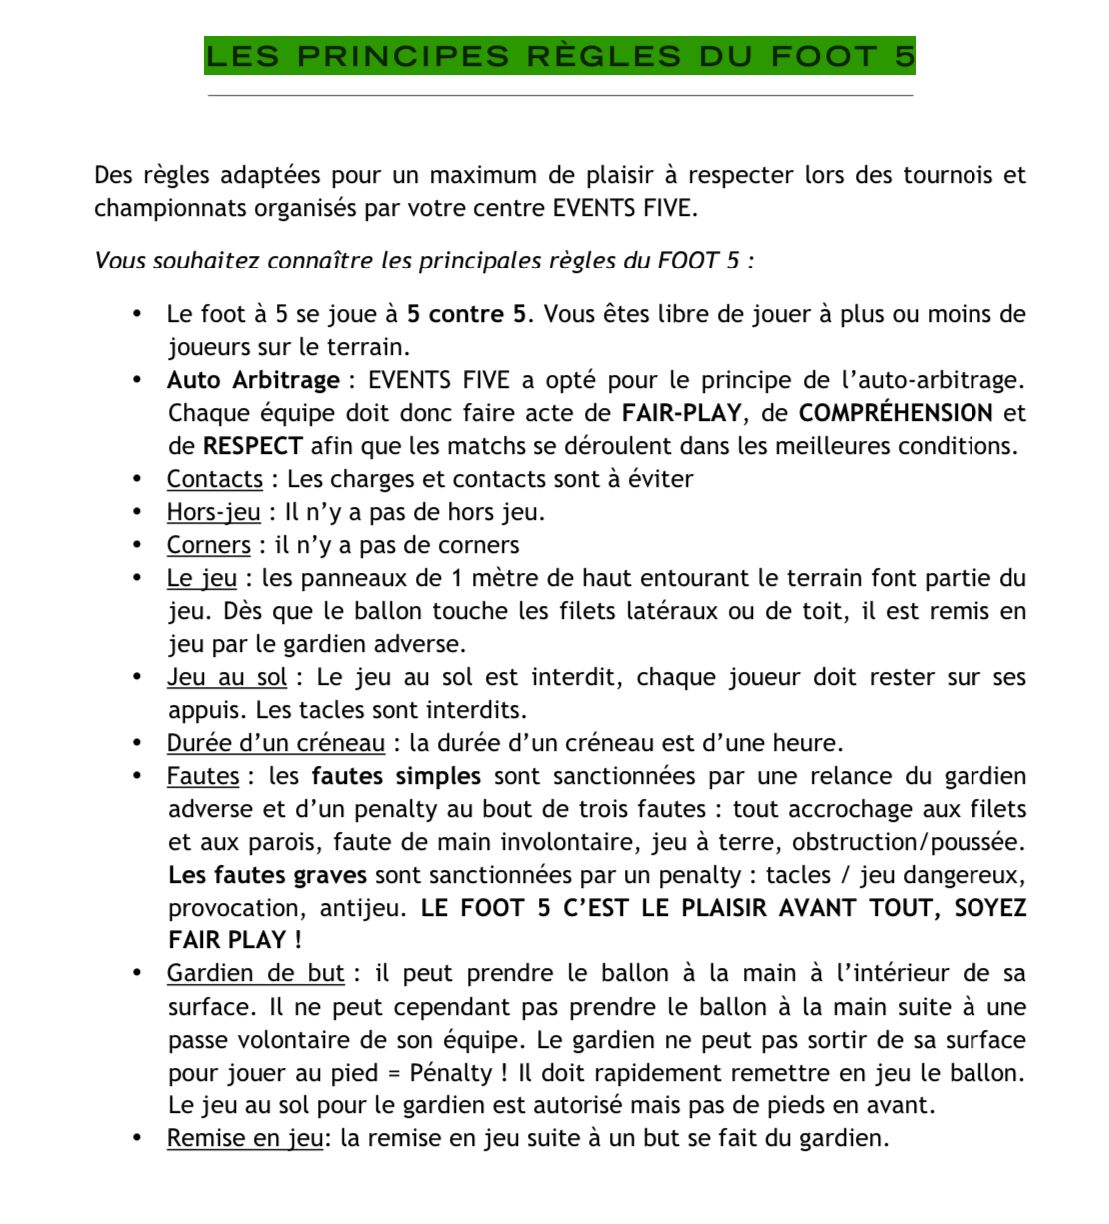 LES PRINCIPES RÈGLES DU FOOT 5
Des règles adaptées pour un maximum de plaisir à respecter lors des tournois et
championnats organisés par votre centre EVENTS FIVE.
Vous souhaitez connaître les principales règles du FOOT 5 :
• Le foot à 5 se joue à 5 contre 5. Vous êtes libre de jouer à plus ou moins de
joueurs sur le terrain.
• Auto Arbitrage : EVENTS FIVE a opté pour le principe de l’auto-arbitrage.
Chaque équipe doit donc faire acte de FAIR-PLAY, de COMPRÉHENSION et
de RESPECT afin que les matchs se déroulent dans les meilleures conditions.
• Contacts : Les charges et contacts sont à éviter
• Hors-jeu : Il n’y a pas de hors jeu.
• Corners : il n’y a pas de corners
• Le jeu : les panneaux de 1 mètre de haut entourant le terrain font partie du
jeu. Dès que le ballon touche les filets latéraux ou de toit, il est remis en
jeu par le gardien adverse.
• Jeu au sol : Le jeu au sol est interdit, chaque joueur doit rester sur ses
appuis. Les tacles sont interdits.
• Durée d’un créneau : la durée d’un créneau est d’une heure.
• Fautes : les fautes simples sont sanctionnées par une relance du gardien
adverse et d’un penalty au bout de trois fautes : tout accrochage aux filets
et aux parois, faute de main involontaire, jeu à terre, obstruction/poussée.
Les fautes graves sont sanctionnées par un penalty : tacles / jeu dangereux,
provocation, antijeu. LE FOOT 5 C’EST LE PLAISIR AVANT TOUT, SOYEZ
FAIR PLAY !
• Gardien de but : il peut prendre le ballon à la main à l’intérieur de sa
surface. Il ne peut cependant pas prendre le ballon à la main suite à une
passe volontaire de son équipe. Le gardien ne peut pas sortir de sa surface
pour jouer au pied = Pénalty ! Il doit rapidement remettre en jeu le ballon.
Le jeu au sol pour le gardien est autorisé mais pas de pieds en avant.
• Remise en jeu: la remise en jeu suite à un but se fait du gardien.